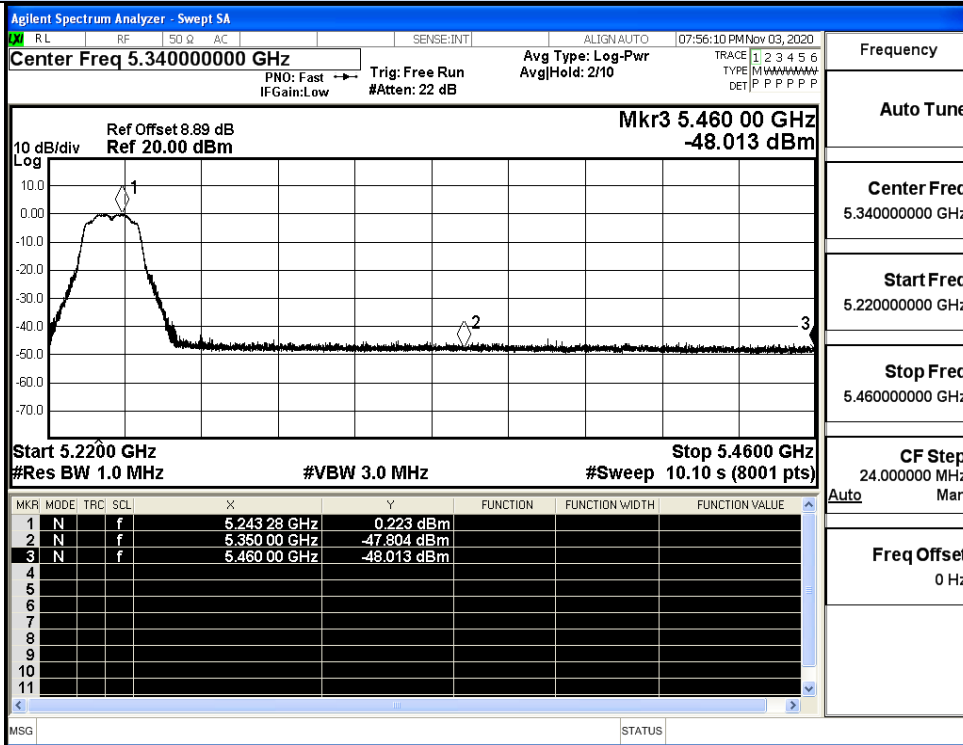 Agilent Spectrum Analyzer - Swept SA
LXI RL RF 50 Ω AC SENSE:INT ALIGNAUTO 07:56:10 PM Nov 03, 2020
Center Freq 5.340000000 GHz
PNO: Fast
IFGain:Low
Trig: Free Run
#Atten: 22 dB
Avg Type: Log-Pwr
Avg|Hold: 2/10
TRACE 1 2 3 4 5 6
TYPE M WWWWW
DET P P P P P P
Mkr3 5.460 00 GHz
-48.013 dBm
Ref Offset 8.89 dB
10 dB/div Ref 20.00 dBm
Log
10.0
0.00
-10.0
-20.0
-30.0
-40.0
-50.0
-60.0
-70.0
1
2
3
Start 5.2200 GHz Stop 5.4600 GHz
#Res BW 1.0 MHz #VBW 3.0 MHz #Sweep 10.10 s (8001 pts)
MKR MODE TRC SCL X Y FUNCTION FUNCTION WIDTH FUNCTION VALUE
1 N f 5.243 28 GHz 0.223 dBm
2 N f 5.350 00 GHz -47.804 dBm
3 N f 5.460 00 GHz -48.013 dBm
4
5
6
7
8
9
10
11
MSG STATUS
Frequency
Auto Tune
Center Freq
5.340000000 GHz
Start Freq
5.220000000 GHz
Stop Freq
5.460000000 GHz
CF Step
24.000000 MHz
Auto Man
Freq Offset
0 Hz